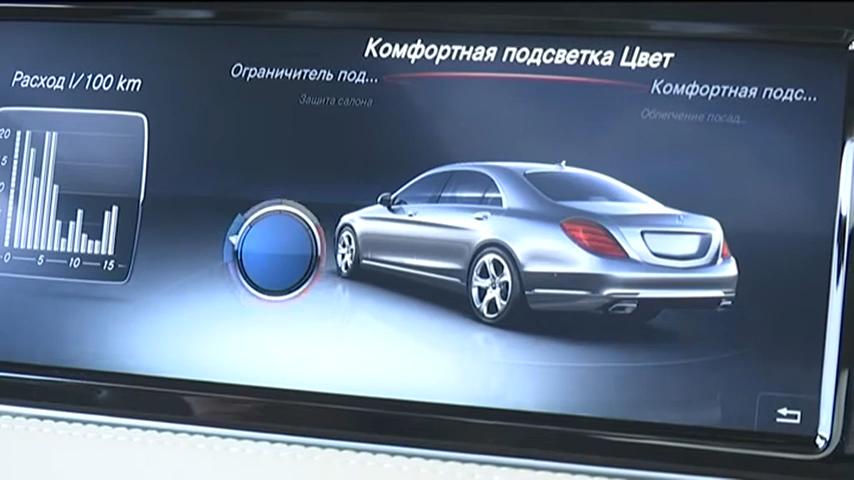 Комфортная подсветка Цвет
Ограничитель под...
Комфортная подс...
Защита салона
Облегчение посад...
Расход l/100 km
20
5
0
0 5 10 15